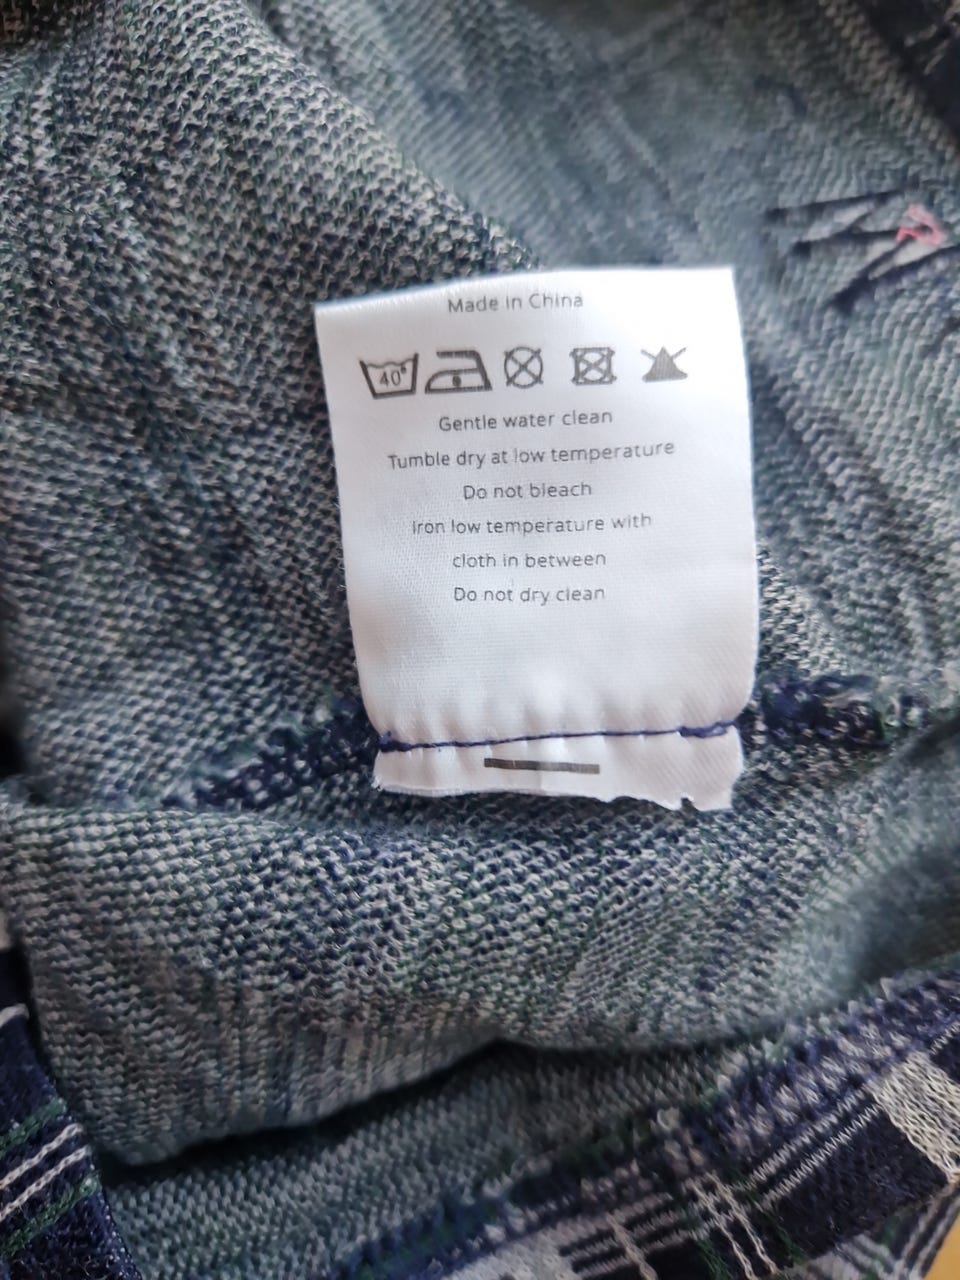 Made in China
40°
Gentle water clean
Tumble dry at low temperature
Do not bleach
Iron low temperature with
cloth in between
Do not dry clean